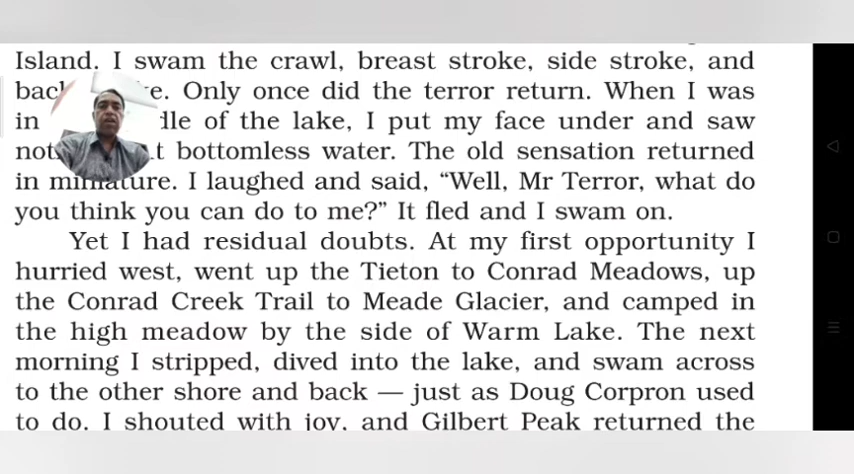 Island. I swam the crawl, breast stroke, side stroke, and
Only once did the terror return. When I was
in of the lake, I put my face under and saw
bottomless water. The old sensation returned
in miniature. I laughed and said, “Well, Mr Terror, what do
you think you can do to me?” It fled and I swam on.
Yet I had residual doubts. At my first opportunity I
hurried west, went up the Tieton to Conrad Meadows, up
the Conrad Creek Trail to Meade Glacier, and camped in
the high meadow by the side of Warm Lake. The next
morning I stripped, dived into the lake, and swam across
to the other shore and back — just as Doug Corpron used
to do. I shouted with joy, and Gilbert Peak returned the